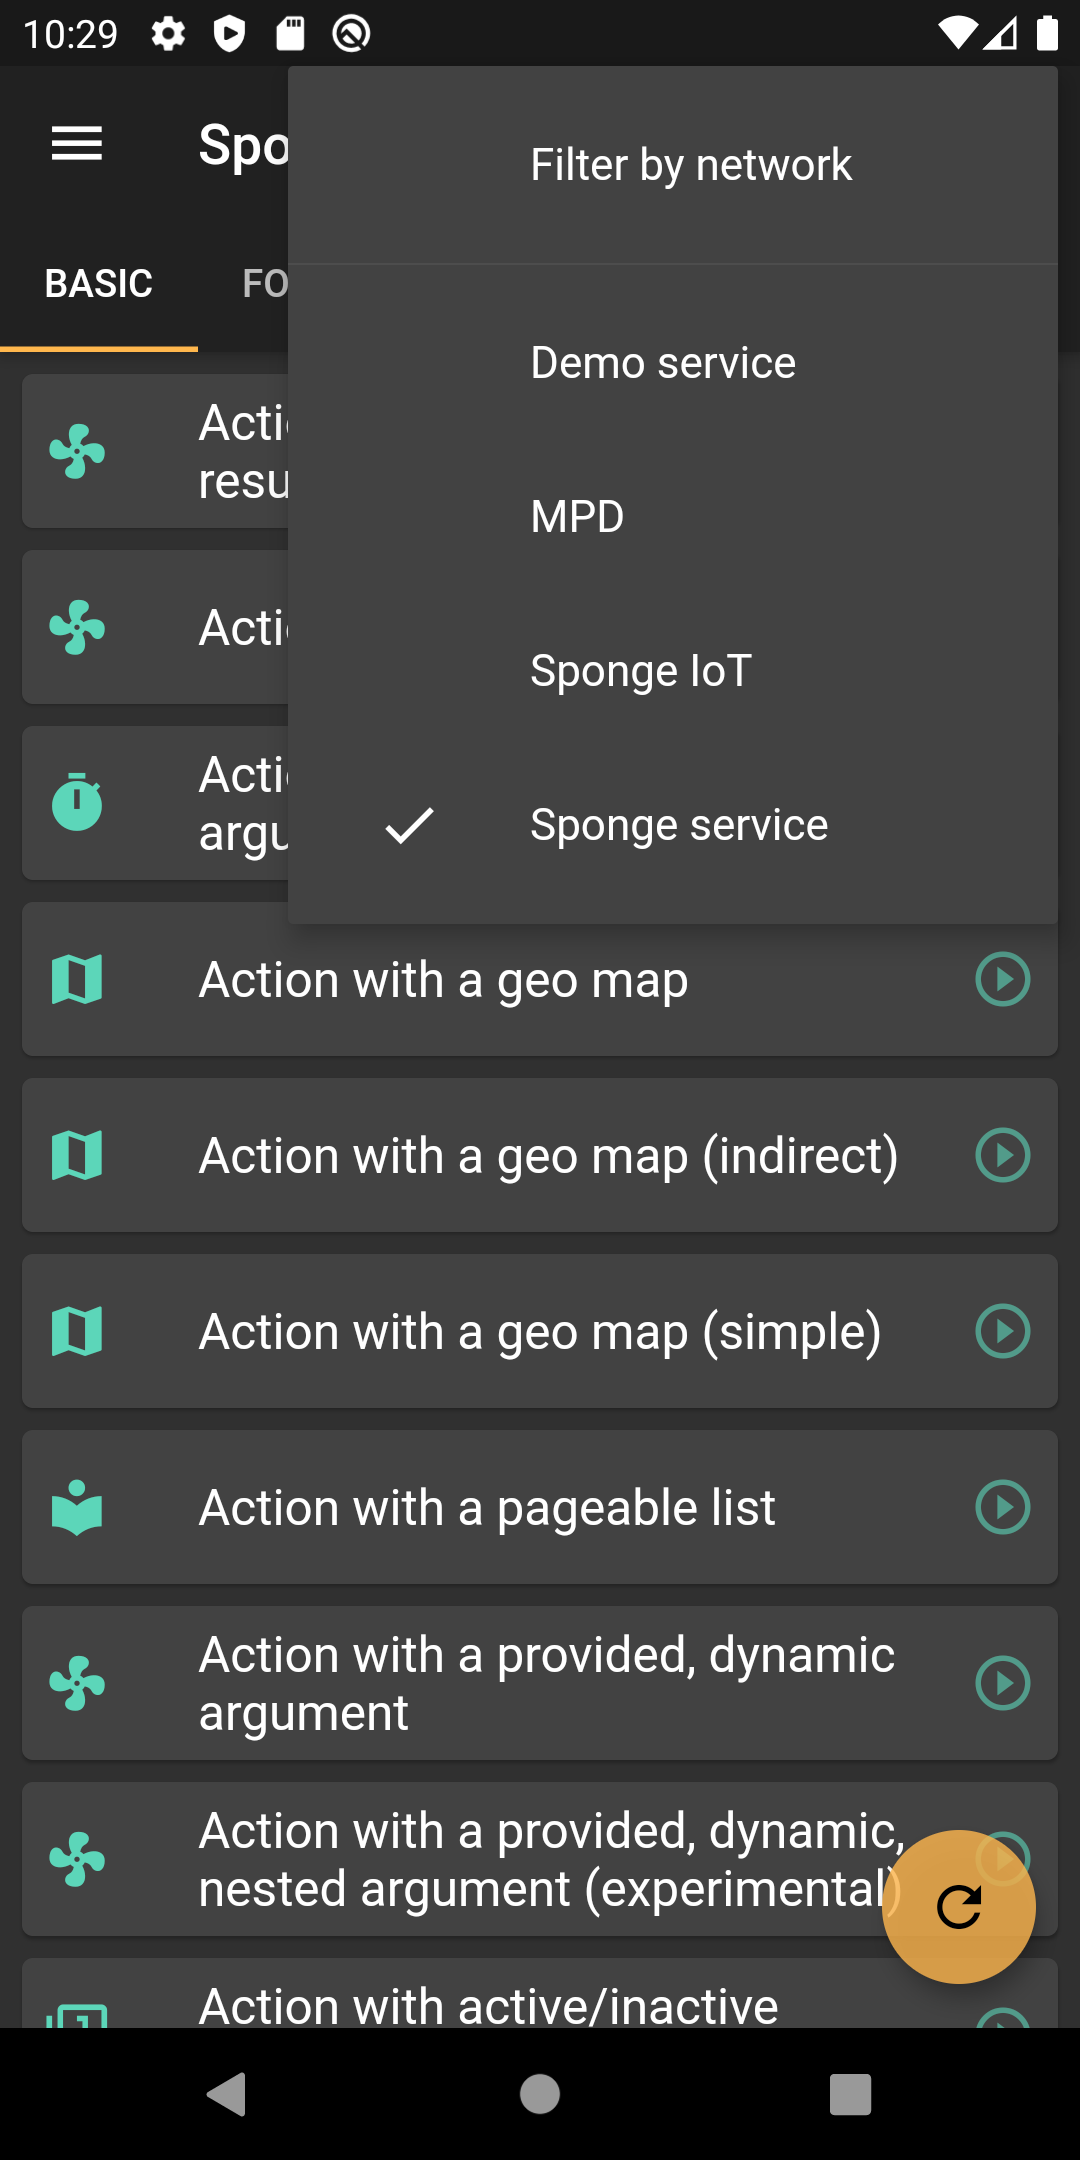 10:29
Spo
Filter by network
BASIC
FO
Demo service
MPD
Sponge IoT
Sponge service
Acti
resu
Acti
Acti
argu
Action with a geo map
Action with a geo map (indirect)
Action with a geo map (simple)
Action with a pageable list
Action with a provided, dynamic
argument
Action with a provided, dynamic,
nested argument (experimental)
Action with active/inactive